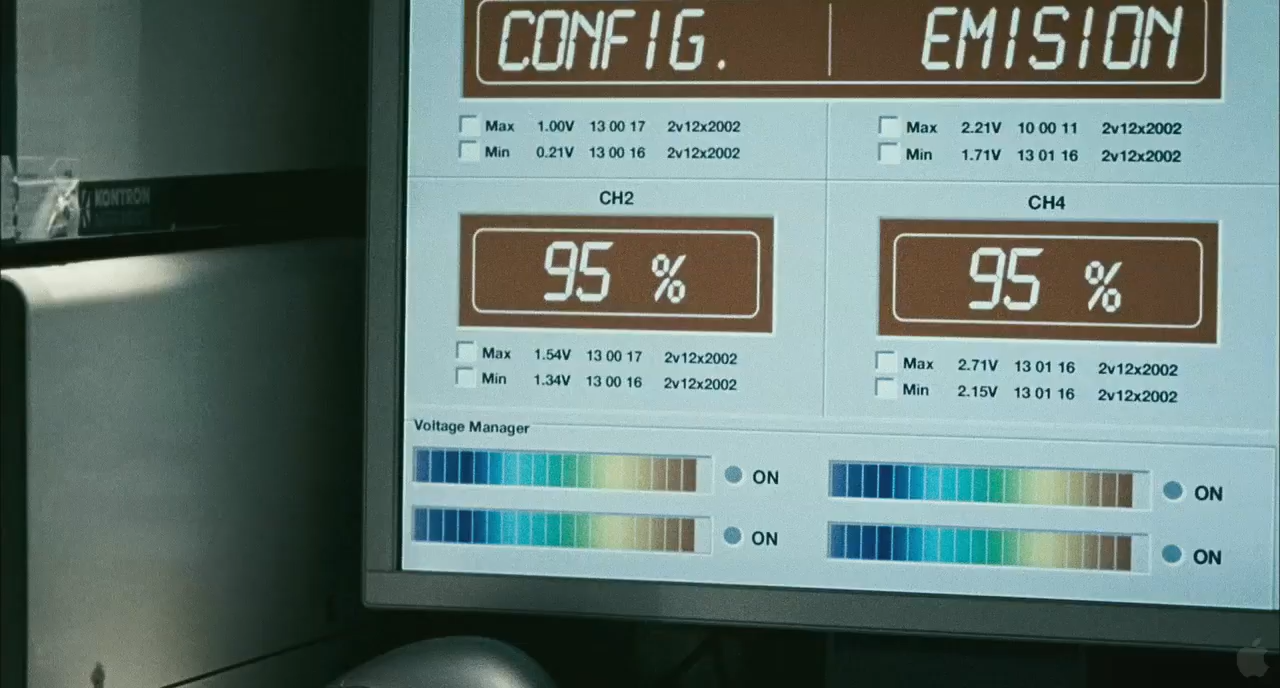 CONFIG. EMISION
Max 1.00V 13 00 17 2v12x2002
Min 0.21V 13 00 16 2v12x2002
Max 2.21V 10 00 11 2v12x2002
Min 1.71V 13 01 16 2v12x2002
KONTRON
CH2
95 %
Max 1.54V 13 00 17 2v12x2002
Min 1.34V 13 00 16 2v12x2002
CH4
95 %
Max 2.71V 13 01 16 2v12x2002
Min 2.15V 13 01 16 2v12x2002
Voltage Manager
ON
ON
ON
ON